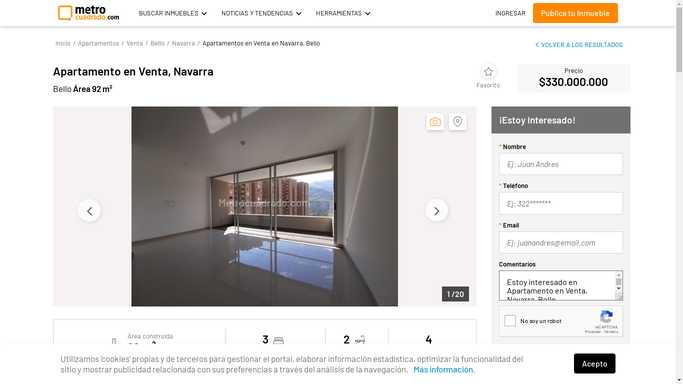 metro
cuadrado.com
BUSCAR INMUEBLES
NOTICIAS Y TENDENCIAS
HERRAMIENTAS
INGRESAR
Publica tu Inmueble
Inicio / Apartamentos / Venta / Bello / Navarra / Apartamentos en Venta en Navarra, Bello
VOLVER A LOS RESULTADOS
Apartamento en Venta, Navarra
Bello Área 92 m²
Favorito
Precio
$330.000.000
Metrocuadrado.com
1 / 20
¡Estoy Interesado!
* Nombre
Ej: Juan Andres
* Teléfono
Ej: 322*******
* Email
Ej: juanandres@email.com
Comentarios
Estoy interesado en
Apartamento en Venta,
Navarra, Bello
No soy un robot
reCAPTCHA
Privacidad - Términos
Área construida
3
2
4
Utilizamos 'cookies' propias y de terceros para gestionar el portal, elaborar información estadística, optimizar la funcionalidad del
sitio y mostrar publicidad relacionada con sus preferencias a través del análisis de la navegación. Más información.
Acepto